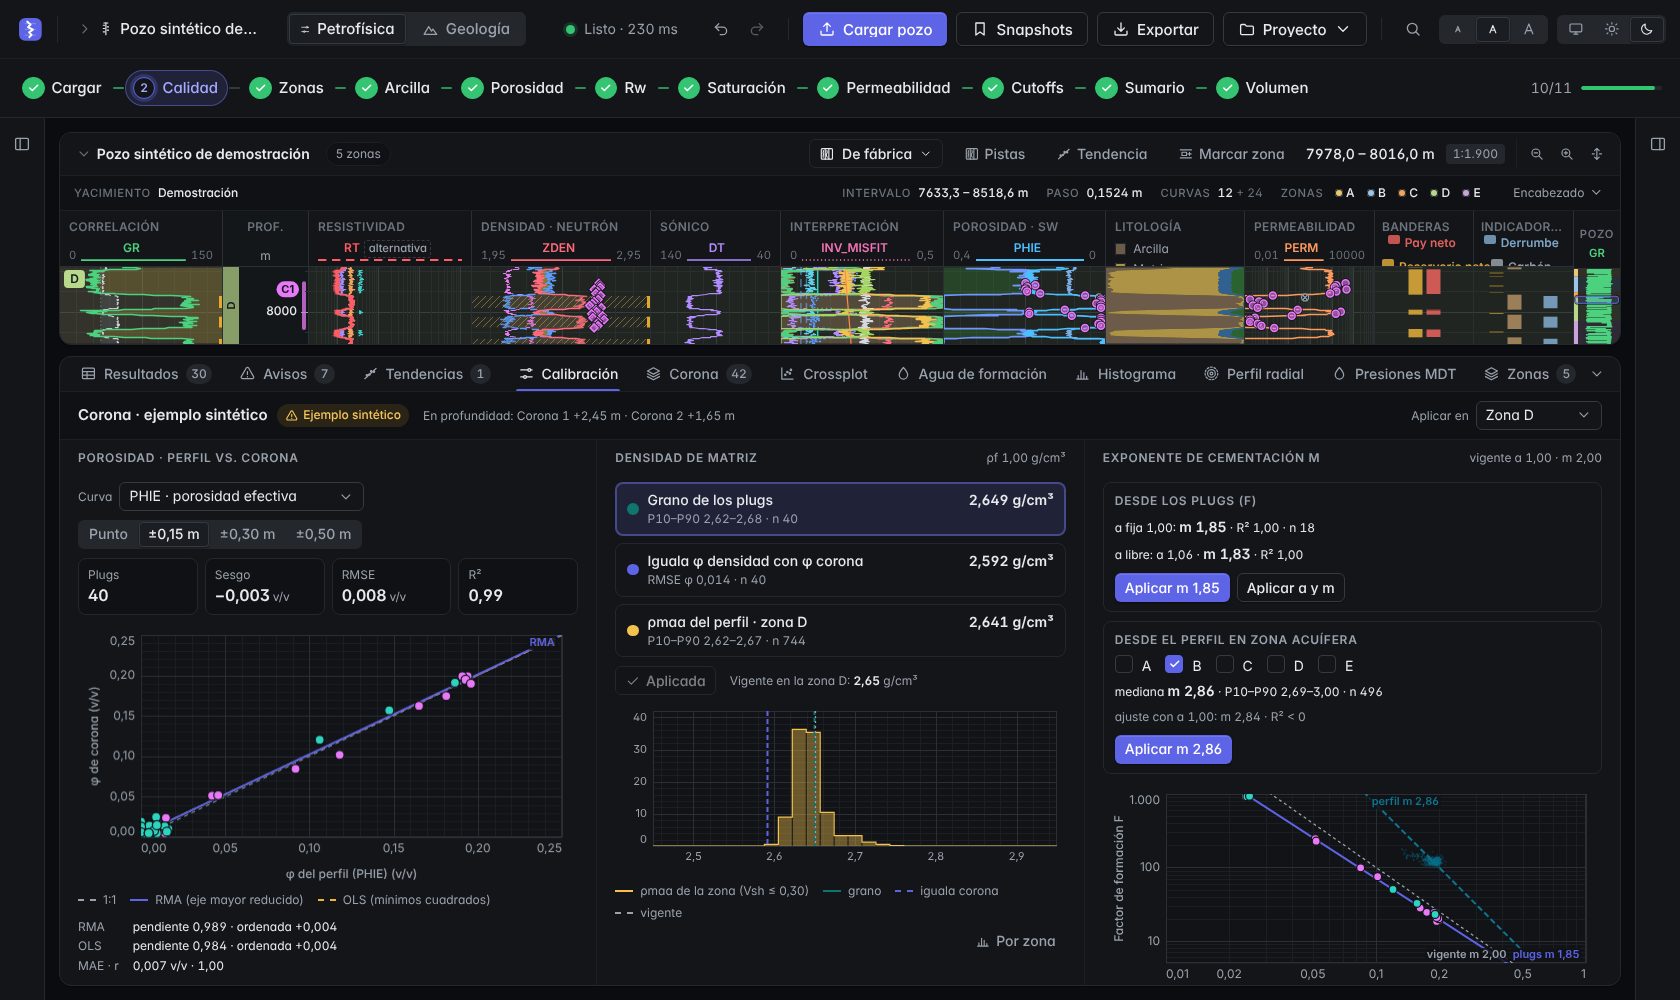 Pozo sintético de...
Petrofísica
Geología
Listo · 230 ms
Cargar pozo
Snapshots
Exportar
Proyecto
A A A
Cargar
2 Calidad
Zonas
Arcilla
Porosidad
Rw
Saturación
Permeabilidad
Cutoffs
Sumario
Volumen
10/11
Pozo sintético de demostración
5 zonas
De fábrica
Pistas
Tendencia
Marcar zona
7978,0 – 8016,0 m
1:1.900
YACIMIENTO Demostración
INTERVALO 7633,3 – 8518,6 m
PASO 0,1524 m
CURVAS 12 + 24
ZONAS A B C D E
Encabezado
CORRELACIÓN
GR
0 150
PROF.
m
RESISTIVIDAD
RT alternativa
DENSIDAD · NEUTRÓN
ZDEN
1,95 2,95
SÓNICO
DT
140 40
INTERPRETACIÓN
INV_MISFIT
0 0,5
POROSIDAD · SW
PHIE
0,4 0
LITOLOGÍA
Arcilla
PERMEABILIDAD
PERM
0,01 10000
BANDERAS
Pay neto
INDICADOR...
Derrumbe
POZO
GR
D
D
C1
8000
Resultados 30
Avisos 7
Tendencias 1
Calibración
Corona 42
Crossplot
Agua de formación
Histograma
Perfil radial
Presiones MDT
Zonas 5
Corona · ejemplo sintético
Ejemplo sintético
En profundidad: Corona 1 +2,45 m · Corona 2 +1,65 m
Aplicar en Zona D
POROSIDAD · PERFIL VS. CORONA
Curva PHIE · porosidad efectiva
Punto ±0,15 m ±0,30 m ±0,50 m
Plugs
40
Sesgo
−0,003 v/v
RMSE
0,008 v/v
R²
0,99
RMA
0,25
0,20
0,15
0,10
0,05
0,00
φ de corona (v/v)
0,00 0,05 0,10 0,15 0,20 0,25
φ del perfil (PHIE) (v/v)
1:1 RMA (eje mayor reducido) OLS (mínimos cuadrados)
RMA pendiente 0,989 · ordenada +0,004
OLS pendiente 0,984 · ordenada +0,004
MAE · r 0,007 v/v · 1,00
DENSIDAD DE MATRIZ
ρf 1,00 g/cm³
Grano de los plugs 2,649 g/cm³
P10–P90 2,62–2,68 · n 40
Iguala φ densidad con φ corona 2,592 g/cm³
RMSE φ 0,014 · n 40
ρmaa del perfil · zona D 2,641 g/cm³
P10–P90 2,62–2,67 · n 744
Aplicada
Vigente en la zona D: 2,65 g/cm³
40
30
20
10
0
2,5 2,6 2,7 2,8 2,9
ρmaa de la zona (Vsh ≤ 0,30) grano iguala corona
vigente
Por zona
EXPONENTE DE CEMENTACIÓN M
vigente a 1,00 · m 2,00
DESDE LOS PLUGS (F)
a fija 1,00: m 1,85 · R² 1,00 · n 18
a libre: a 1,06 · m 1,83 · R² 1,00
Aplicar m 1,85
Aplicar a y m
DESDE EL PERFIL EN ZONA ACUÍFERA
A B C D E
mediana m 2,86 · P10–P90 2,69–3,00 · n 496
ajuste con a 1,00: m 2,84 · R² < 0
Aplicar m 2,86
1.000
100
10
Factor de formación F
perfil m 2,86
vigente m 2,00 plugs m 1,85
0,01 0,02 0,05 0,1 0,2 0,5 1